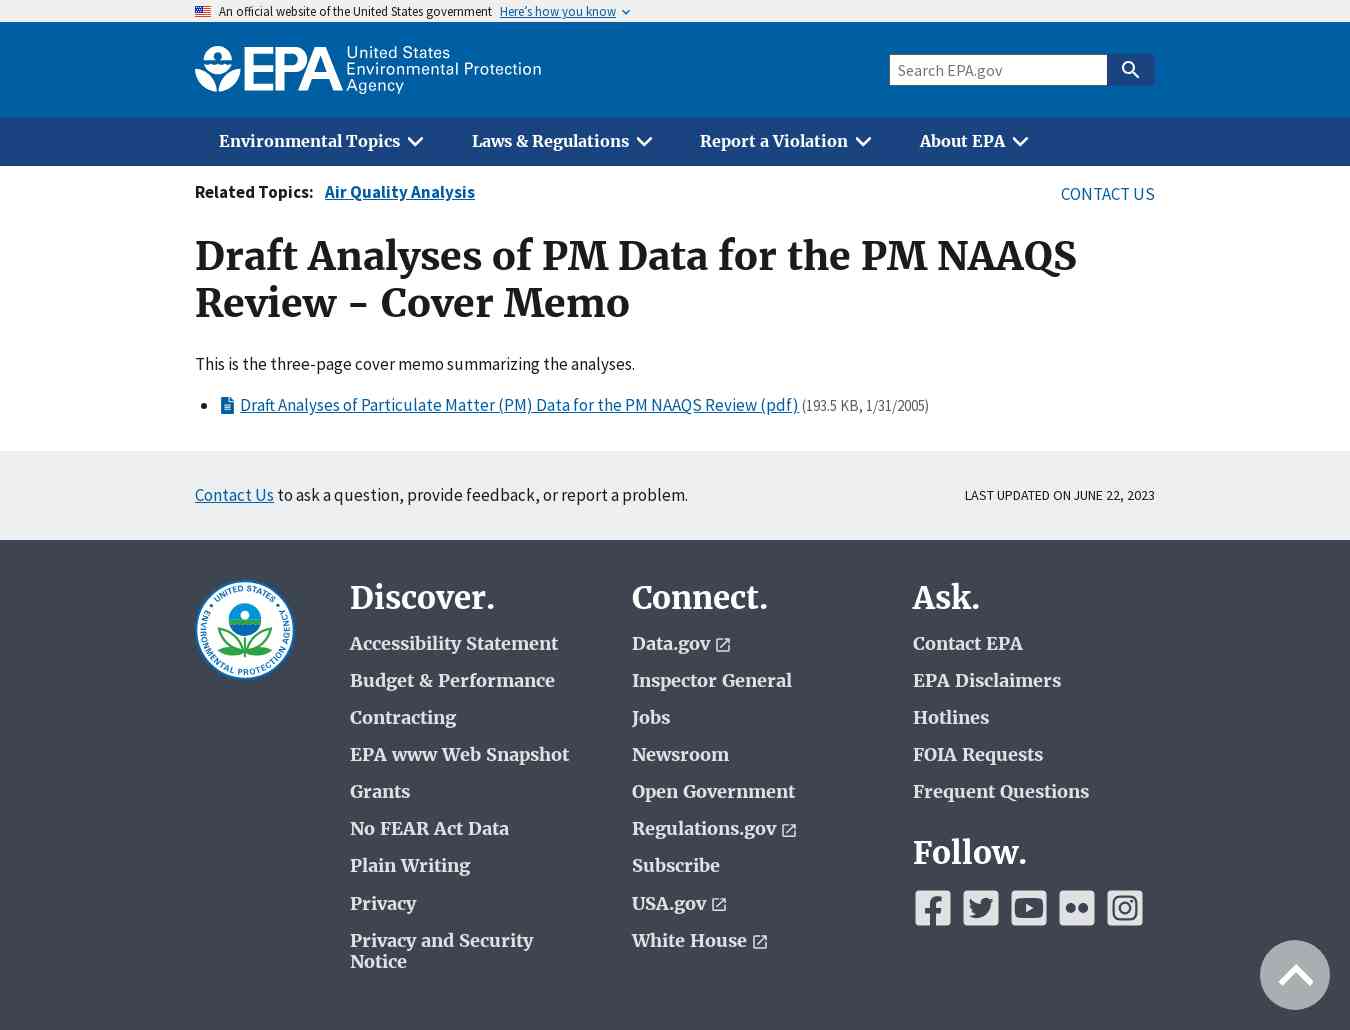 An official website of the United States government Here’s how you know
EPA United States
Environmental Protection
Agency
Search EPA.gov
Environmental Topics Laws & Regulations Report a Violation About EPA
Related Topics: Air Quality Analysis CONTACT US
Draft Analyses of PM Data for the PM NAAQS
Review - Cover Memo
This is the three-page cover memo summarizing the analyses.
Draft Analyses of Particulate Matter (PM) Data for the PM NAAQS Review (pdf) (193.5 KB, 1/31/2005)
Contact Us to ask a question, provide feedback, or report a problem. LAST UPDATED ON JUNE 22, 2023
UNITED STATES ENVIRONMENTAL PROTECTION AGENCY
Discover.
Accessibility Statement
Budget & Performance
Contracting
EPA www Web Snapshot
Grants
No FEAR Act Data
Plain Writing
Privacy
Privacy and Security
Notice
Connect.
Data.gov
Inspector General
Jobs
Newsroom
Open Government
Regulations.gov
Subscribe
USA.gov
White House
Ask.
Contact EPA
EPA Disclaimers
Hotlines
FOIA Requests
Frequent Questions
Follow.